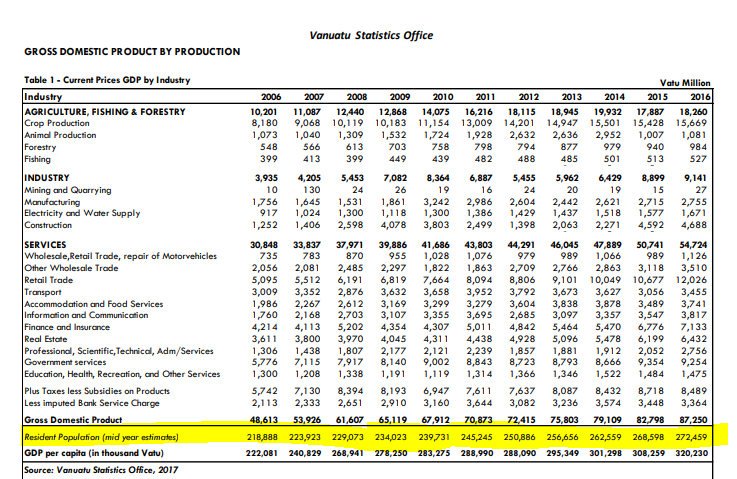 Vanuatu Statistics Office
GROSS DOMESTIC PRODUCT BY PRODUCTION
Table 1 - Current Prices GDP by Industry
Vatu Million
Industry 2006 2007 2008 2009 2010 2011 2012 2013 2014 2015 2016
AGRICULTURE, FISHING & FORESTRY 10,201 11,087 12,440 12,868 14,075 16,216 18,115 18,945 19,932 17,887 18,260
Crop Production 8,180 9,068 10,119 10,183 11,154 13,009 14,201 14,947 15,501 15,428 15,669
Animal Production 1,073 1,040 1,309 1,532 1,724 1,928 2,632 2,636 2,952 1,007 1,081
Forestry 548 566 613 703 758 798 794 877 979 940 984
Fishing 399 413 399 449 439 482 488 485 501 513 527
INDUSTRY 3,935 4,205 5,453 7,082 8,364 6,887 5,455 5,962 6,429 8,899 9,141
Mining and Quarrying 10 130 24 26 19 16 24 20 19 15 27
Manufacturing 1,756 1,645 1,531 1,861 3,242 2,986 2,604 2,442 2,621 2,715 2,755
Electricity and Water Supply 917 1,024 1,300 1,118 1,300 1,386 1,429 1,437 1,518 1,577 1,671
Construction 1,252 1,406 2,598 4,078 3,803 2,499 1,398 2,063 2,271 4,592 4,688
SERVICES 30,848 33,837 37,971 39,886 41,686 43,803 44,291 46,045 47,889 50,741 54,724
Wholesale,Retail Trade, repair of Motorvehicles 735 783 870 955 1,028 1,076 979 989 1,066 989 1,126
Other Wholesale Trade 2,056 2,081 2,485 2,297 1,822 1,863 2,709 2,766 2,863 3,118 3,510
Retail Trade 5,095 5,512 6,191 6,819 7,664 8,094 8,806 9,101 10,049 10,677 12,026
Transport 3,009 3,352 2,876 3,632 3,658 3,952 3,792 3,673 3,627 3,056 3,455
Accommodation and Food Services 1,986 2,267 2,612 3,169 3,299 3,279 3,604 3,838 3,878 3,489 3,741
Information and Communication 1,760 2,168 2,703 3,107 3,355 3,695 2,685 3,097 3,357 3,547 3,817
Finance and Insurance 4,214 4,113 5,202 4,354 4,307 5,011 4,842 5,464 5,470 6,776 7,133
Real Estate 3,611 3,800 3,970 4,045 4,311 4,438 4,928 5,096 5,478 6,199 6,432
Professional, Scientific,Technical, Adm/Services 1,306 1,438 1,807 2,177 2,121 2,239 1,857 1,881 1,912 2,052 2,756
Government services 5,776 7,115 7,917 8,140 9,002 8,843 8,723 8,793 8,666 9,354 9,254
Education, Health, Recreation, and Other Services 1,300 1,208 1,338 1,191 1,119 1,314 1,366 1,346 1,522 1,484 1,475
Plus Taxes less Subsidies on Products 5,742 7,130 8,394 8,193 6,947 7,611 7,637 8,087 8,432 8,718 8,489
Less imputed Bank Service Charge 2,113 2,333 2,651 2,910 3,160 3,644 3,082 3,236 3,574 3,448 3,364
Gross Domestic Product 48,613 53,926 61,607 65,119 67,912 70,873 72,415 75,803 79,109 82,798 87,250
Resident Population (mid year estimates) 218,888 223,923 229,073 234,023 239,731 245,245 250,886 256,656 262,559 268,598 272,459
GDP per capita (in thousand Vatu) 222,081 240,829 268,941 278,250 283,275 288,990 288,090 295,349 301,298 308,259 320,230
Source: Vanuatu Statistics Office, 2017